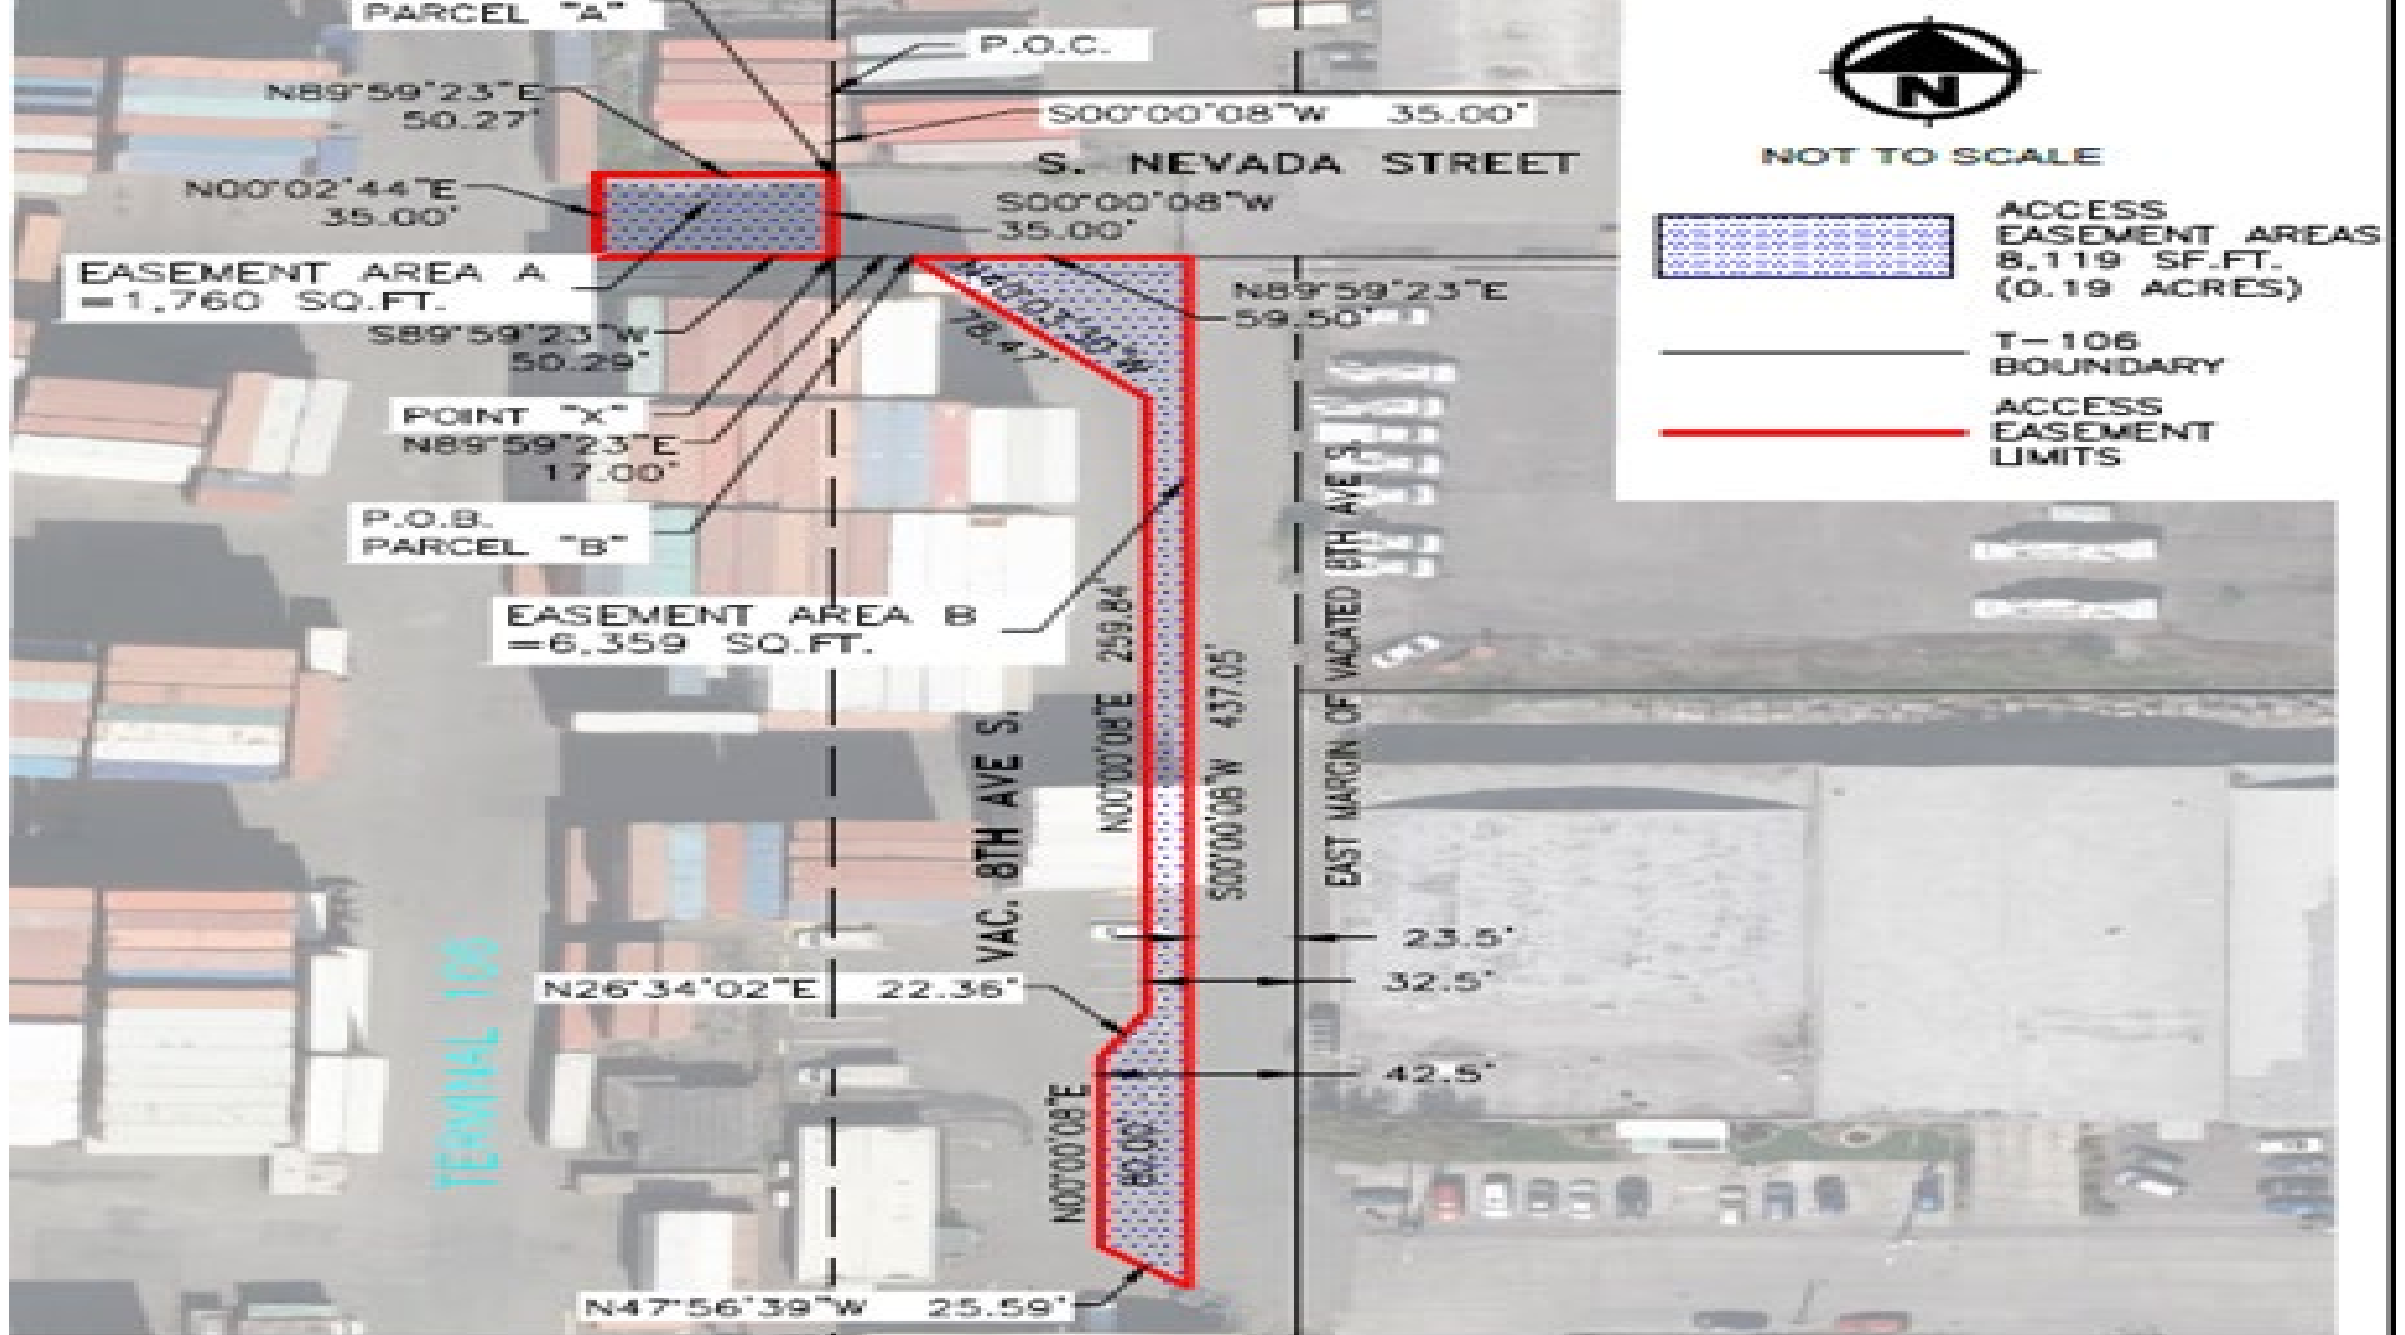 PARCEL "A"
P.O.C.
N89°59'23"E
50.27'
S00°00'08"W 35.00'
S. NEVADA STREET
N00°02'44"E
35.00'
S00°00'08"W
35.00'
EASEMENT AREA A
=1,760 SQ.FT.
N89°59'23"E
59.50'
S89°59'23"W
50.29'
78.47'
POINT "X"
N89°59'23"E
17.00'
P.O.B.
PARCEL "B"
EASEMENT AREA B
=6,359 SQ.FT.
N00°00'08"E 259.84'
S00°00'08"W 437.05'
EAST MARGIN OF VACATED 8TH AVE S.
VAC. 8TH AVE S.
TERMINAL 106
23.5'
N26°34'02"E 22.36'
32.5'
42.5'
N00°00'08"E
80.00'
N47°56'39"W 25.59'
N
NOT TO SCALE
ACCESS
EASEMENT AREAS
8,119 SF.FT.
(0.19 ACRES)
T-106
BOUNDARY
ACCESS
EASEMENT
LIMITS